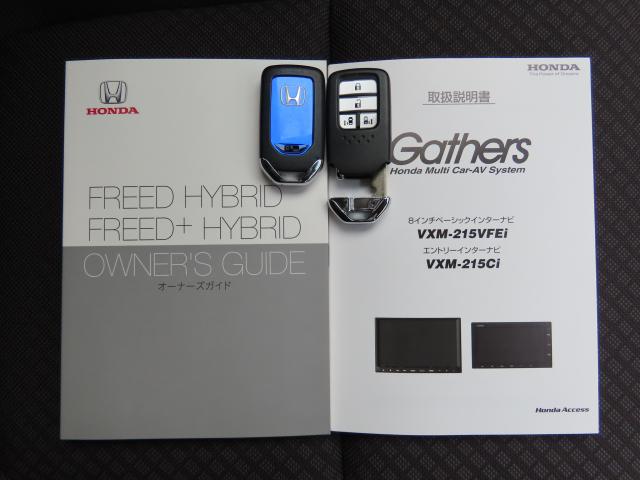 HONDA
FREED HYBRID
FREED+ HYBRID
OWNER'S GUIDE
オーナーズガイド
HONDA
The Power of Dreams
取扱説明書
Gathers
Honda Multi Car-AV System
8インチベーシックインターナビ
VXM-215VFEi
エントリーインターナビ
VXM-215Ci
Honda Access